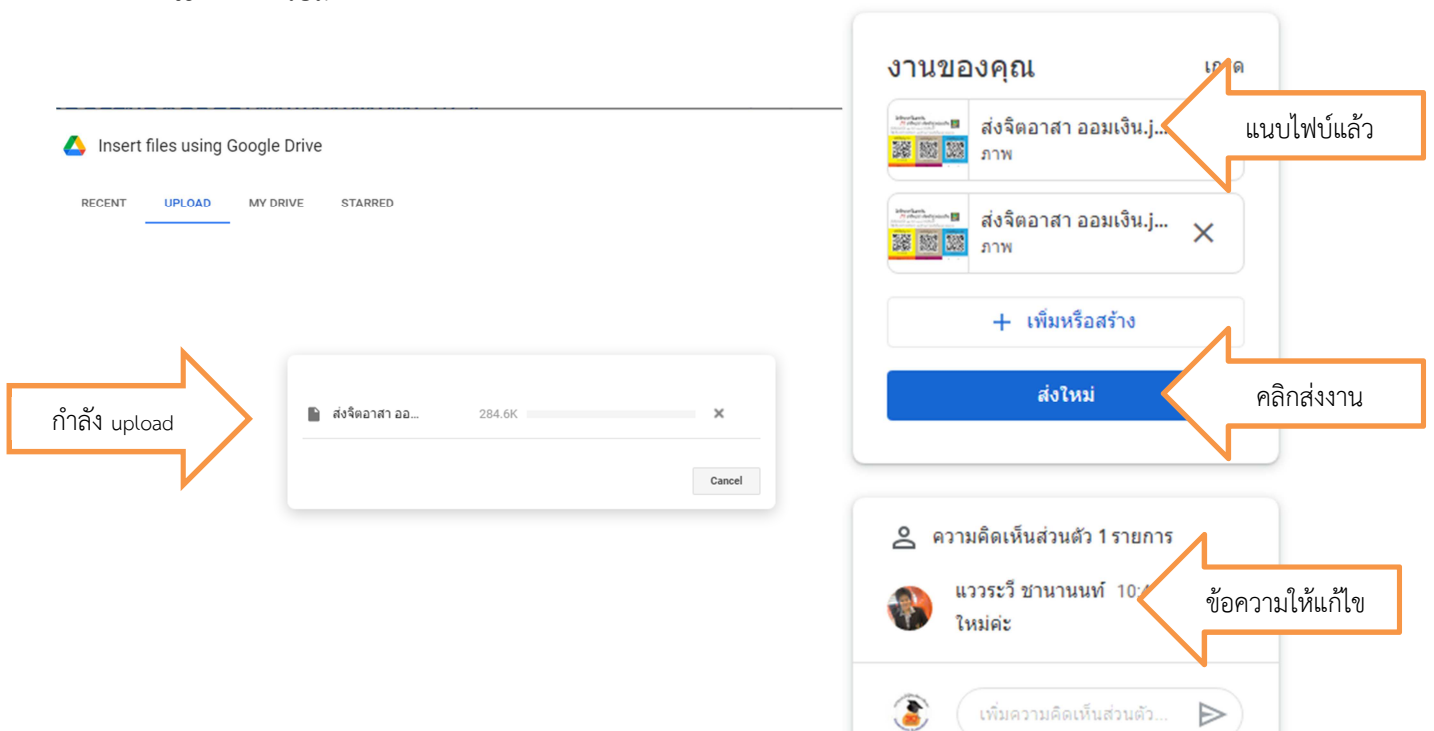 Insert files using Google Drive
RECENT UPLOAD MY DRIVE STARRED
กำลัง upload
ส่งจิตอาสา ออ... 284.6K
Cancel
งานของคุณ
แนบไฟบ์แล้ว
ส่งจิตอาสา ออมเงิน.j...
ภาพ
ส่งจิตอาสา ออมเงิน.j...
ภาพ
+ เพิ่มหรือสร้าง
ส่งใหม่
คลิกส่งงาน
ความคิดเห็นส่วนตัว 1 รายการ
แววระวี ชานานนท์
ใหม่ค่ะ
ข้อความให้แก้ไข
เพิ่มความคิดเห็นส่วนตัว...